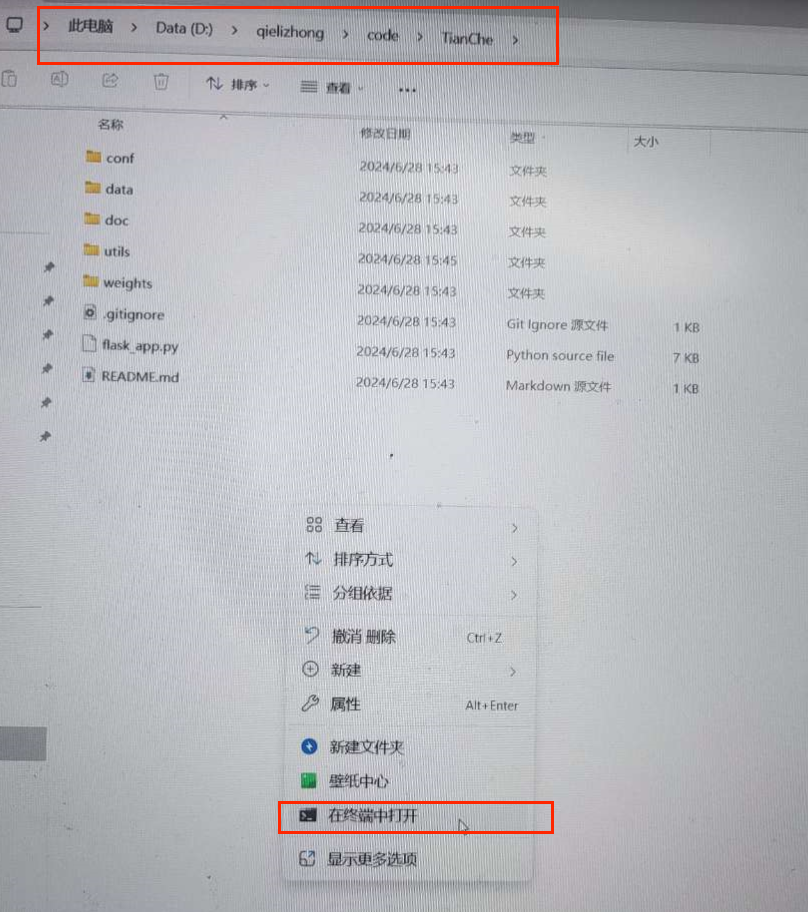 此电脑 > Data (D:) > qielizhong > code > TianChe >
排序 查看 ...
名称 修改日期 类型 大小
conf 2024/6/28 15:43 文件夹
data 2024/6/28 15:43 文件夹
doc 2024/6/28 15:43 文件夹
utils 2024/6/28 15:45 文件夹
weights 2024/6/28 15:43 文件夹
.gitignore 2024/6/28 15:43 Git Ignore 源文件 1 KB
flask_app.py 2024/6/28 15:43 Python source file 7 KB
README.md 2024/6/28 15:43 Markdown 源文件 1 KB
查看
排序方式
分组依据
撤消 删除 Ctrl+Z
新建
属性 Alt+Enter
新建文件夹
壁纸中心
在终端中打开
显示更多选项